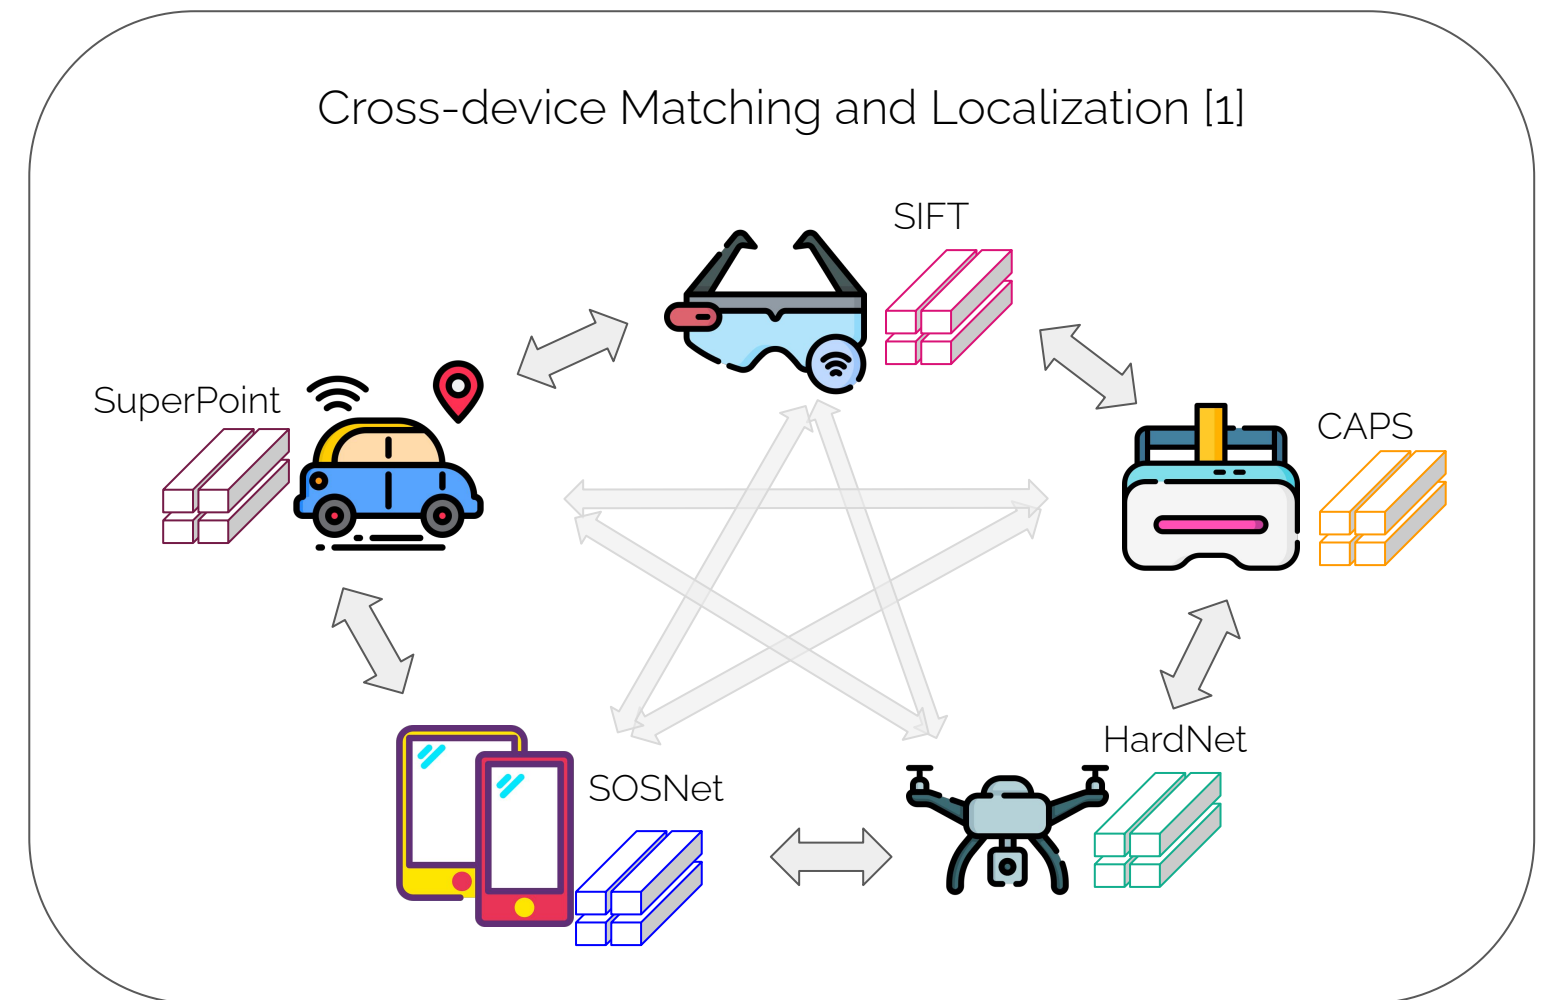 Cross-device Matching and Localization [1]
SIFT
SuperPoint
CAPS
HardNet
SOSNet